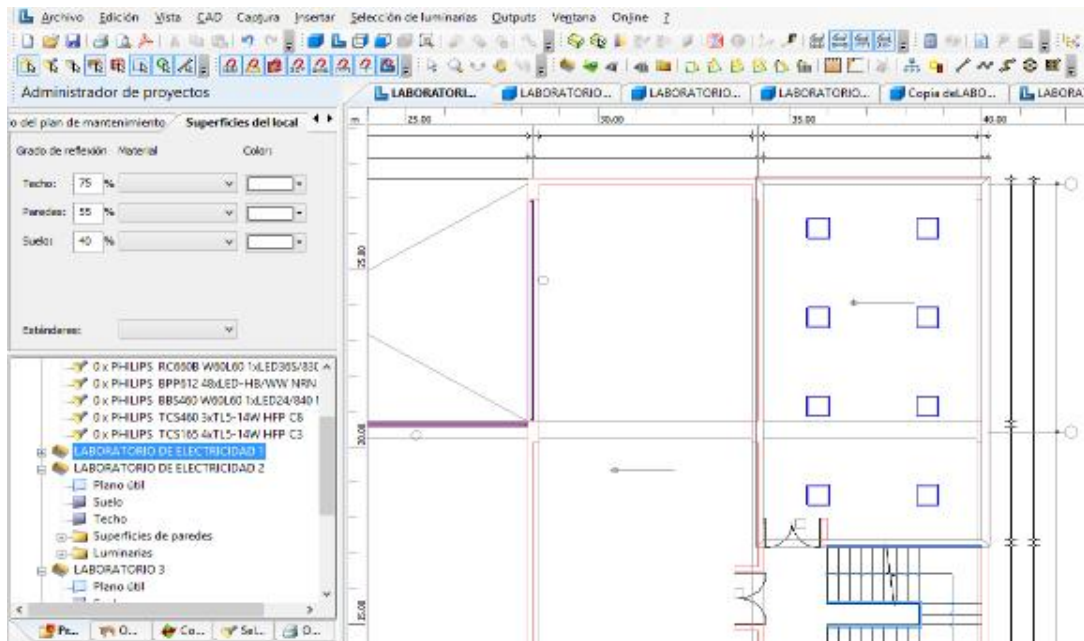 Archivo Edición Vista CAD Captura Insertar Selección de luminarias Outputs Ventana Online ?
Administrador de proyectos
LABORATORI... LABORATORIO... LABORATORIO... LABORATORIO... Copia deLABO... LABORA
o del plan de mantenimiento Superficies del local
m 25.00 30.00 35.00 40.00
Grado de reflexión Material Color:
Techo: 75 %
Paredes: 55 %
Suelo: 40 %
25.00
Estándares:
0 x PHILIPS RC660B W60L60 1xLED36S/830
0 x PHILIPS BPP612 48xLED-HB/WW NRN
0 x PHILIPS BBS460 W60L60 1xLED24/840
0 x PHILIPS TCS460 3xTL5-14W HFP C8
0 x PHILIPS TCS165 4xTL5-14W HFP C3
20.00
LABORATORIO DE ELECTRICIDAD 1
LABORATORIO DE ELECTRICIDAD 2
Plano útil
Suelo
Techo
Superficies de paredes
Luminarias
LABORATORIO 3
Plano útil
15.00
Pr... O... Co... Sel... O...